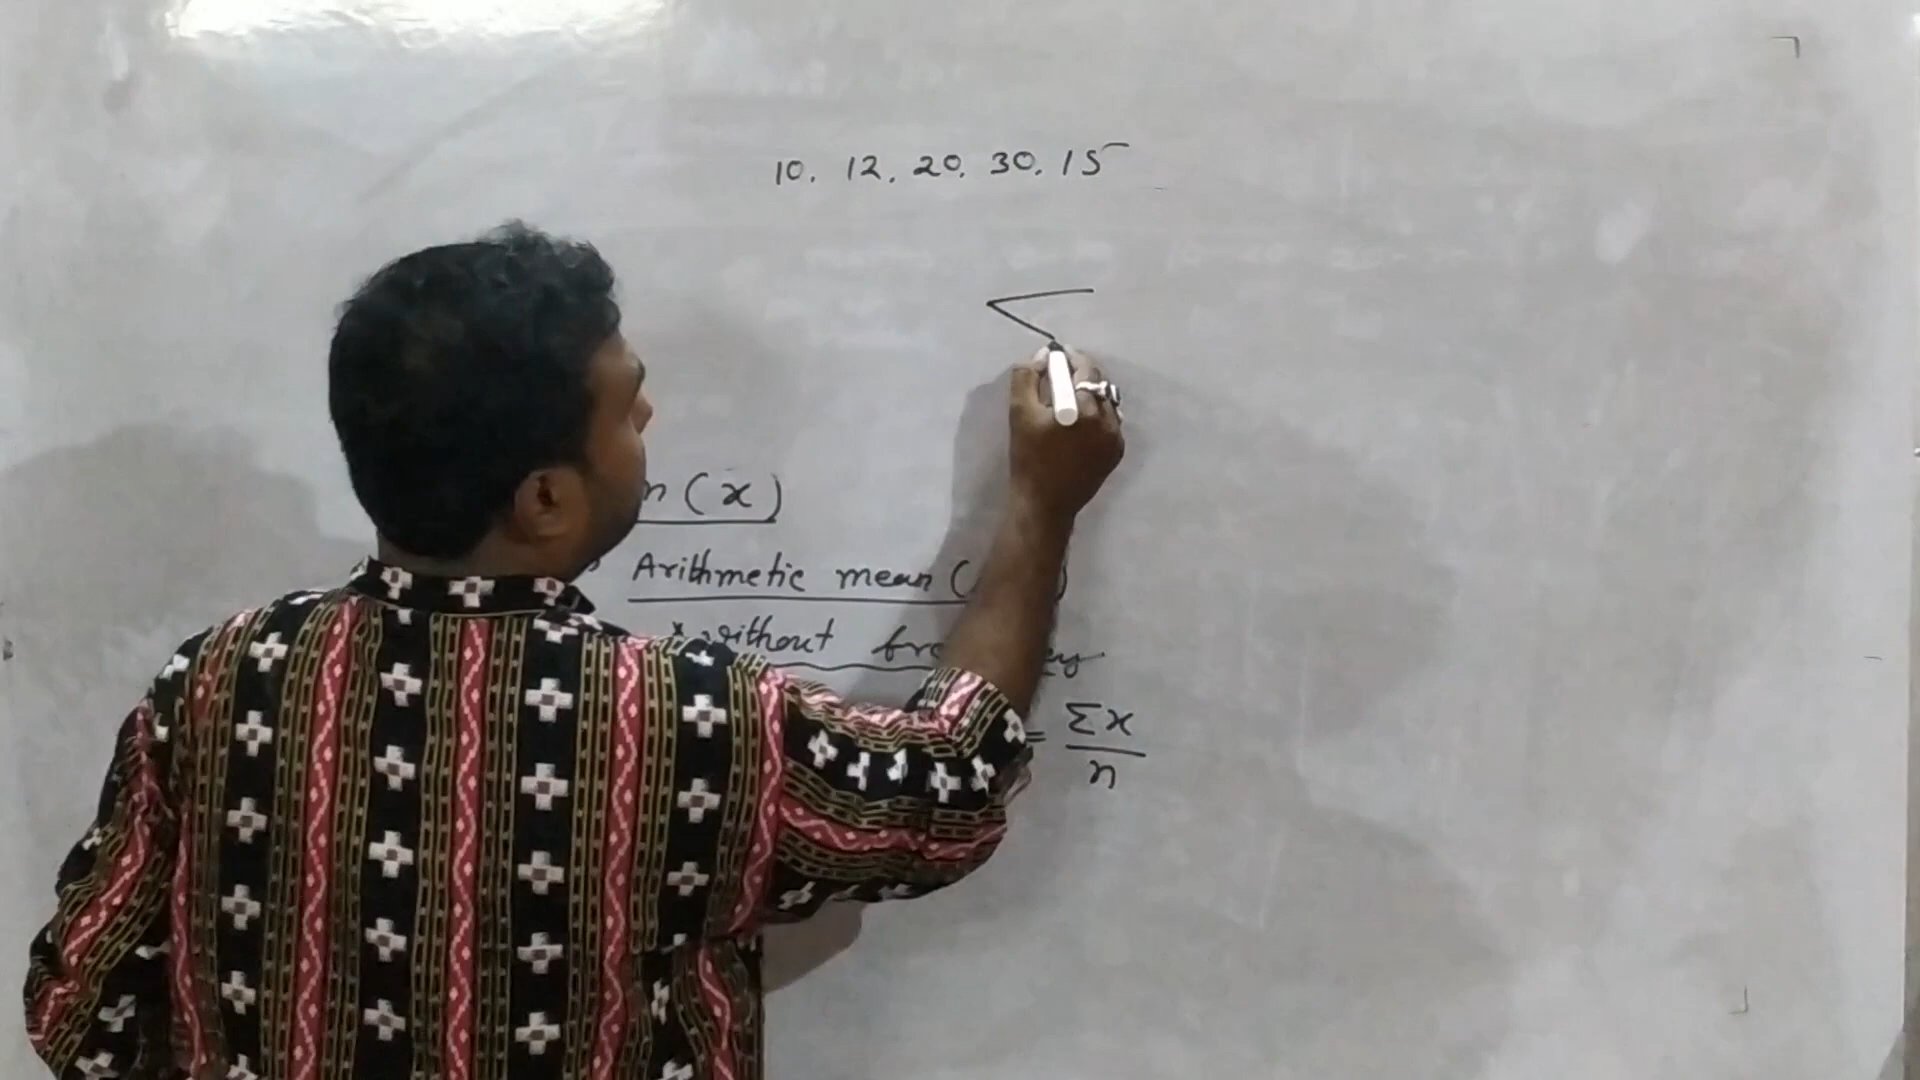 10. 12. 20. 30. 15
n (x)
Arithmetic mean (
* without
= Σx
n